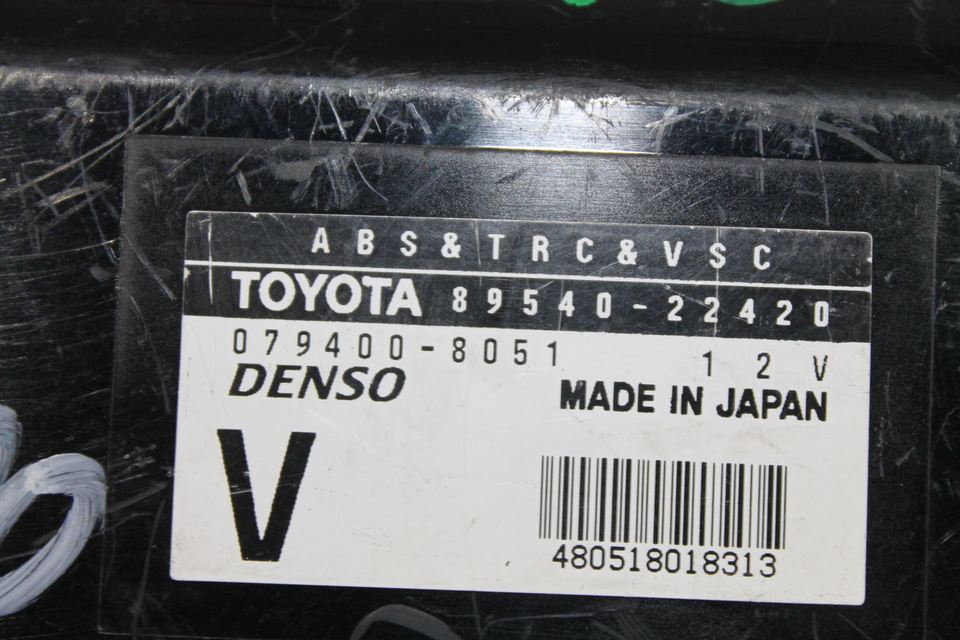 ABS&TRC&VSC
TOYOTA 89540-22420
079400-8051 12V
DENSO
MADE IN JAPAN
V
480518018313